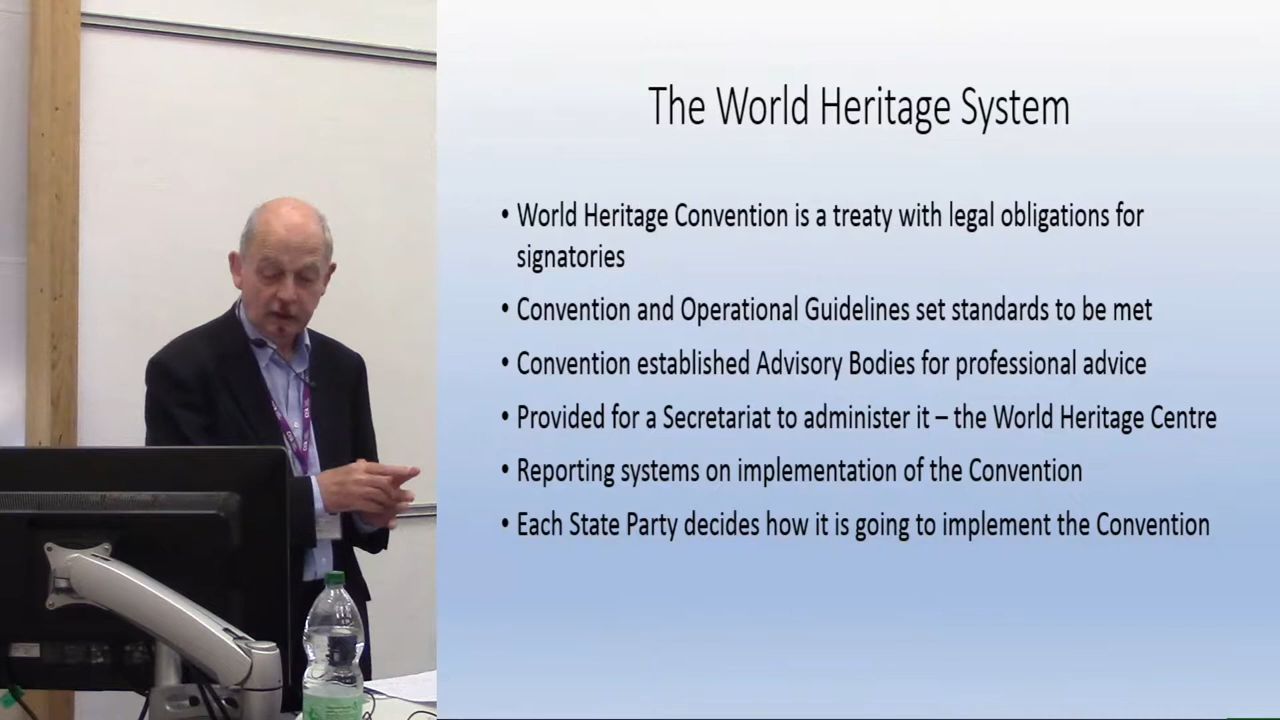 The World Heritage System
• World Heritage Convention is a treaty with legal obligations for
signatories
• Convention and Operational Guidelines set standards to be met
• Convention established Advisory Bodies for professional advice
• Provided for a Secretariat to administer it – the World Heritage Centre
• Reporting systems on implementation of the Convention
• Each State Party decides how it is going to implement the Convention